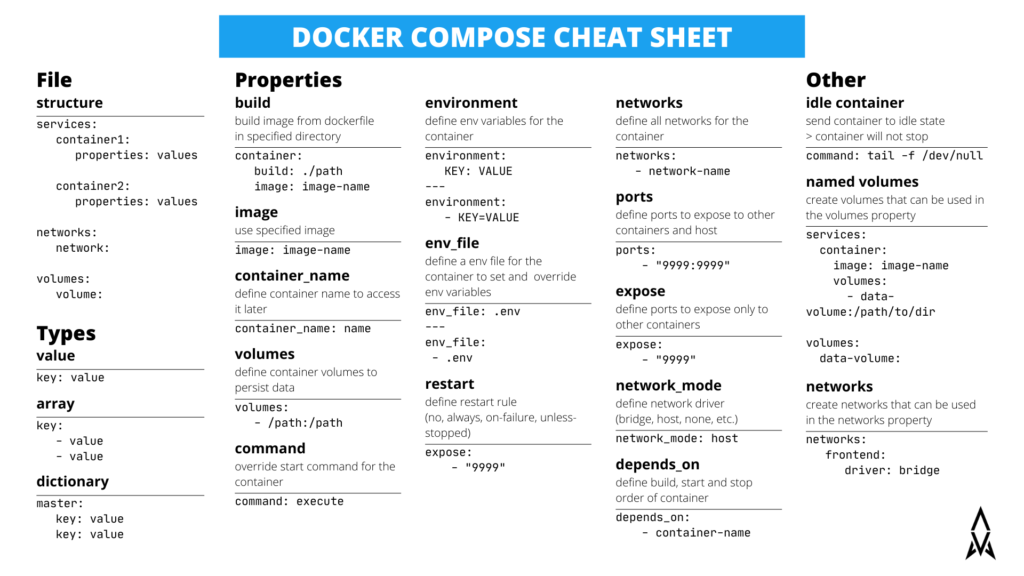 DOCKER COMPOSE CHEAT SHEET
File
structure
services:
container1:
properties: values
container2:
properties: values
networks:
network:
volumes:
volume:
Types
value
key: value
array
key:
- value
- value
dictionary
master:
key: value
key: value
Properties
build
build image from dockerfile
in specified directory
container:
build: ./path
image: image-name
image
use specified image
image: image-name
container_name
define container name to access
it later
container_name: name
volumes
define container volumes to
persist data
volumes:
- /path:/path
command
override start command for the
container
command: execute
environment
define env variables for the
container
environment:
KEY: VALUE
---
environment:
- KEY=VALUE
env_file
define a env file for the
container to set and override
env variables
env_file: .env
---
env_file:
- .env
restart
define restart rule
(no, always, on-failure, unless-
stopped)
expose:
- "9999"
networks
define all networks for the
container
networks:
- network-name
ports
define ports to expose to other
containers and host
ports:
- "9999:9999"
expose
define ports to expose only to
other containers
expose:
- "9999"
network_mode
define network driver
(bridge, host, none, etc.)
network_mode: host
depends_on
define build, start and stop
order of container
depends_on:
- container-name
Other
idle container
send container to idle state
> container will not stop
command: tail -f /dev/null
named volumes
create volumes that can be used in
the volumes property
services:
container:
image: image-name
volumes:
- data-
volume:/path/to/dir
volumes:
data-volume:
networks
create networks that can be used
in the networks property
networks:
frontend:
driver: bridge